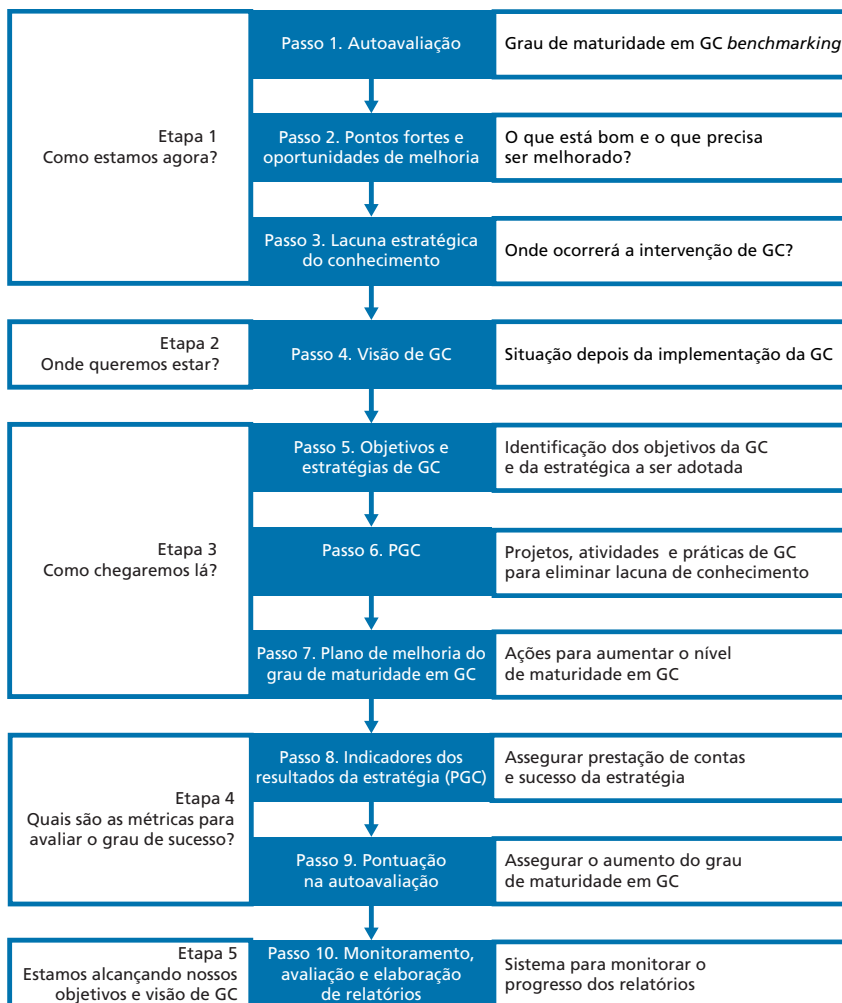 Etapa 1
Como estamos agora?
Passo 1. Autoavaliação
Grau de maturidade em GC benchmarking
Passo 2. Pontos fortes e
oportunidades de melhoria
O que está bom e o que precisa
ser melhorado?
Passo 3. Lacuna estratégica
do conhecimento
Onde ocorrerá a intervenção de GC?
Etapa 2
Onde queremos estar?
Passo 4. Visão de GC
Situação depois da implementação da GC
Etapa 3
Como chegaremos lá?
Passo 5. Objetivos e
estratégias de GC
Identificação dos objetivos da GC
e da estratégica a ser adotada
Passo 6. PGC
Projetos, atividades e práticas de GC
para eliminar lacuna de conhecimento
Passo 7. Plano de melhoria do
grau de maturidade em GC
Ações para aumentar o nível
de maturidade em GC
Etapa 4
Quais são as métricas para
avaliar o grau de sucesso?
Passo 8. Indicadores dos
resultados da estratégia (PGC)
Assegurar prestação de contas
e sucesso da estratégia
Passo 9. Pontuação
na autoavaliação
Assegurar o aumento do grau
de maturidade em GC
Etapa 5
Estamos alcançando nossos
objetivos e visão de GC
Passo 10. Monitoramento,
avaliação e elaboração
de relatórios
Sistema para monitorar o
progresso dos relatórios